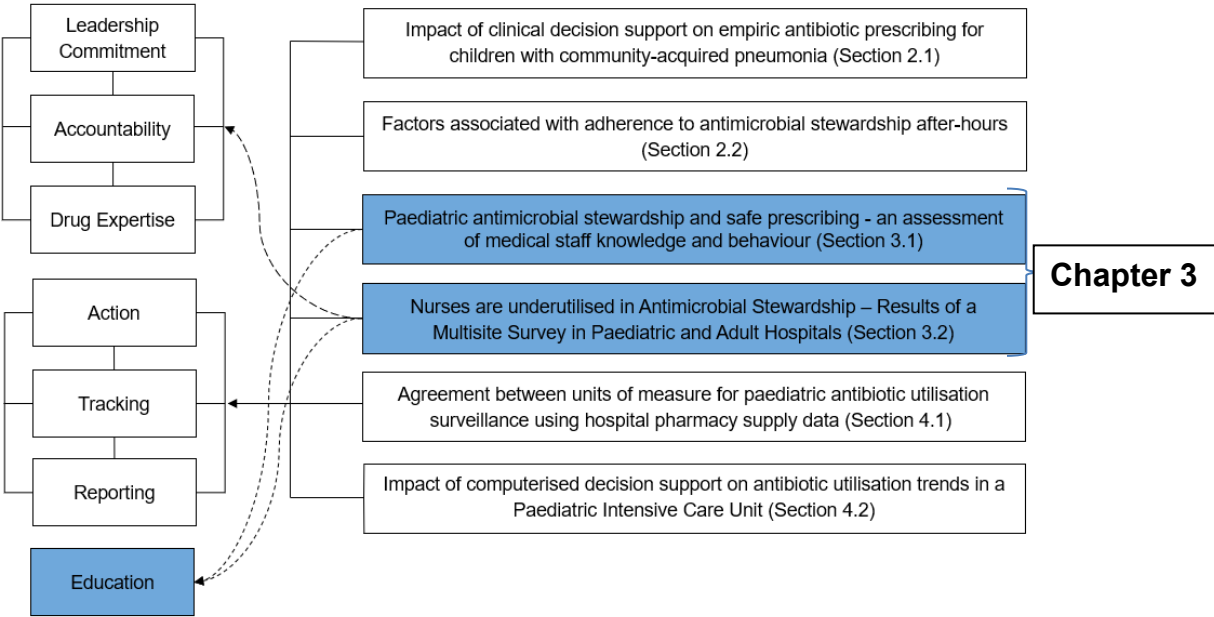 Leadership
Commitment
Accountability
Drug Expertise
Action
Tracking
Reporting
Education
Impact of clinical decision support on empiric antibiotic prescribing for
children with community-acquired pneumonia (Section 2.1)
Factors associated with adherence to antimicrobial stewardship after-hours
(Section 2.2)
Paediatric antimicrobial stewardship and safe prescribing - an assessment
of medical staff knowledge and behaviour (Section 3.1)
Nurses are underutilised in Antimicrobial Stewardship – Results of a
Multisite Survey in Paediatric and Adult Hospitals (Section 3.2)
Agreement between units of measure for paediatric antibiotic utilisation
surveillance using hospital pharmacy supply data (Section 4.1)
Impact of computerised decision support on antibiotic utilisation trends in a
Paediatric Intensive Care Unit (Section 4.2)
Chapter 3